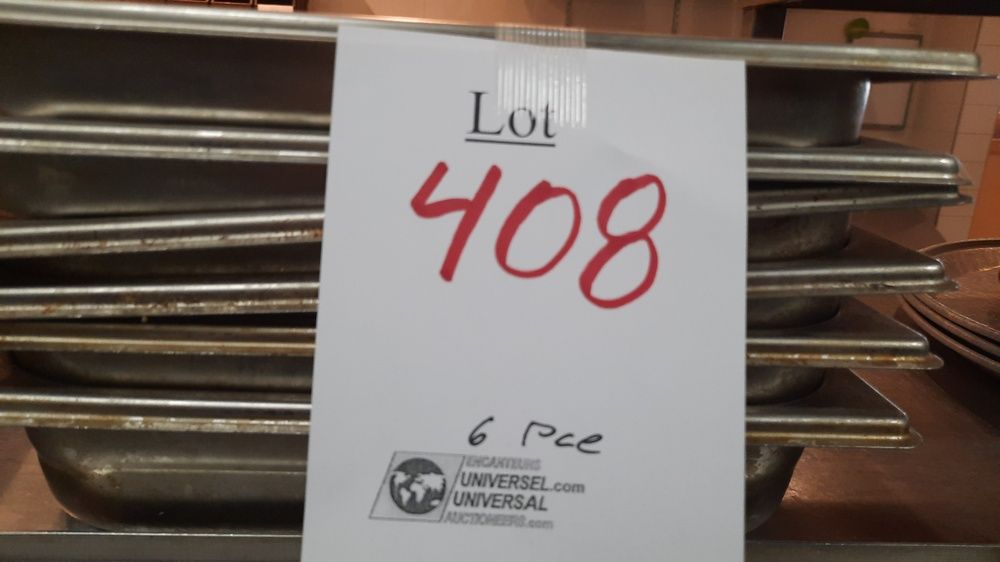 Lot
408
6 Pce
ENCANTEURS
UNIVERSEL.com
UNIVERSAL
AUCTIONEERS.com